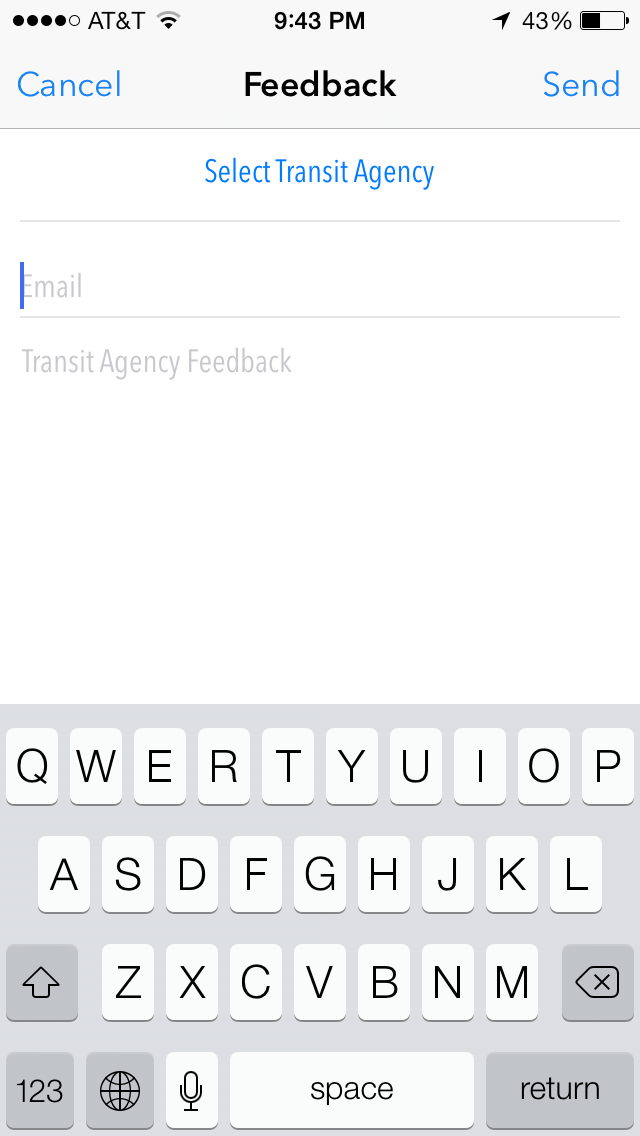 AT&T 9:43 PM 43%
Cancel Feedback Send
Select Transit Agency
Email
Transit Agency Feedback
Q W E R T Y U I O P
A S D F G H J K L
Z X C V B N M
123 space return